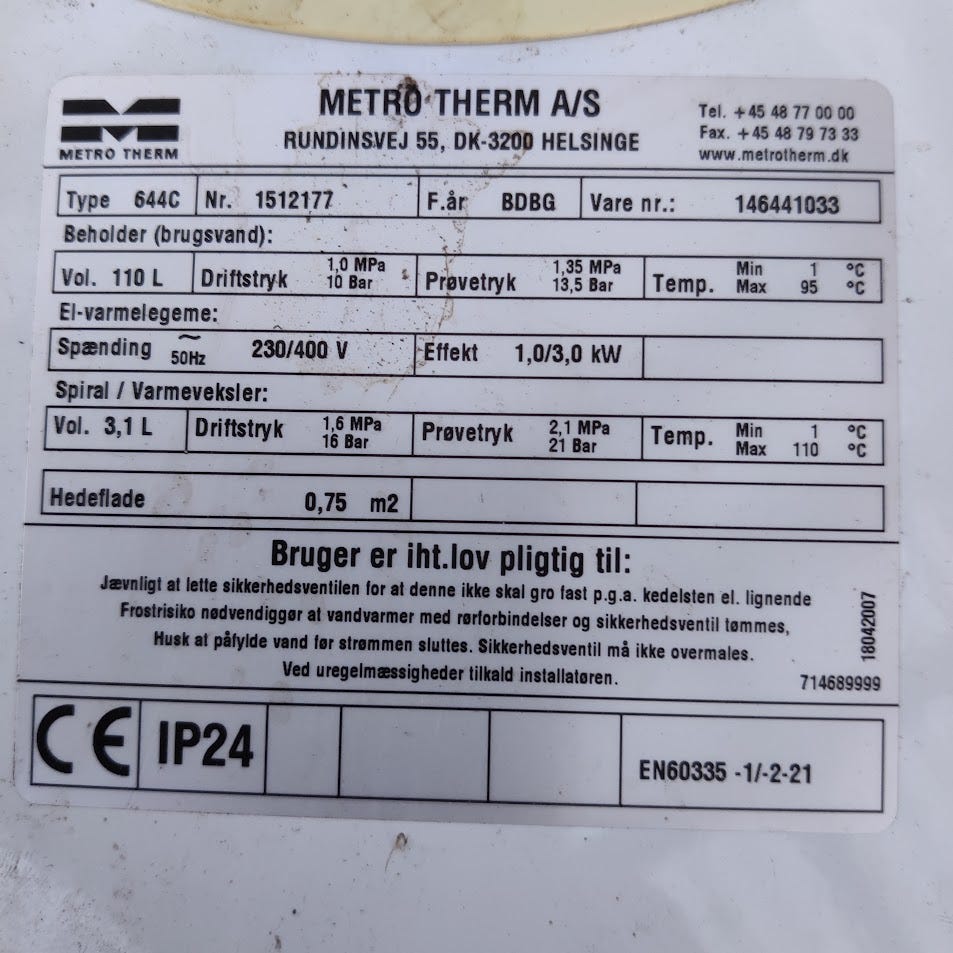 METRO THERM
METRO THERM A/S
RUNDINSVEJ 55, DK-3200 HELSINGE
Tel. +45 48 77 00 00
Fax. +45 48 79 73 33
www.metrotherm.dk
Type 644C Nr. 1512177 F.år BDBG Vare nr.: 146441033
Beholder (brugsvand):
Vol. 110 L Driftstryk 1,0 MPa 10 Bar Prøvetryk 1,35 MPa 13,5 Bar Temp. Min 1 °C Max 95 °C
El-varmelegeme:
Spænding ~ 50Hz 230/400 V Effekt 1,0/3,0 kW
Spiral / Varmeveksler:
Vol. 3,1 L Driftstryk 1,6 MPa 16 Bar Prøvetryk 2,1 MPa 21 Bar Temp. Min 1 °C Max 110 °C
Hedeflade 0,75 m2
Bruger er iht.lov pligtig til:
Jævnligt at lette sikkerhedsventilen for at denne ikke skal gro fast p.g.a. kedelsten el. lignende
Frostrisiko nødvendiggør at vandvarmer med rørforbindelser og sikkerhedsventil tømmes,
Husk at påfylde vand før strømmen sluttes. Sikkerhedsventil må ikke overmales.
Ved uregelmæssigheder tilkald installatøren.
18042007
714689999
CE IP24 EN60335 -1/-2-21